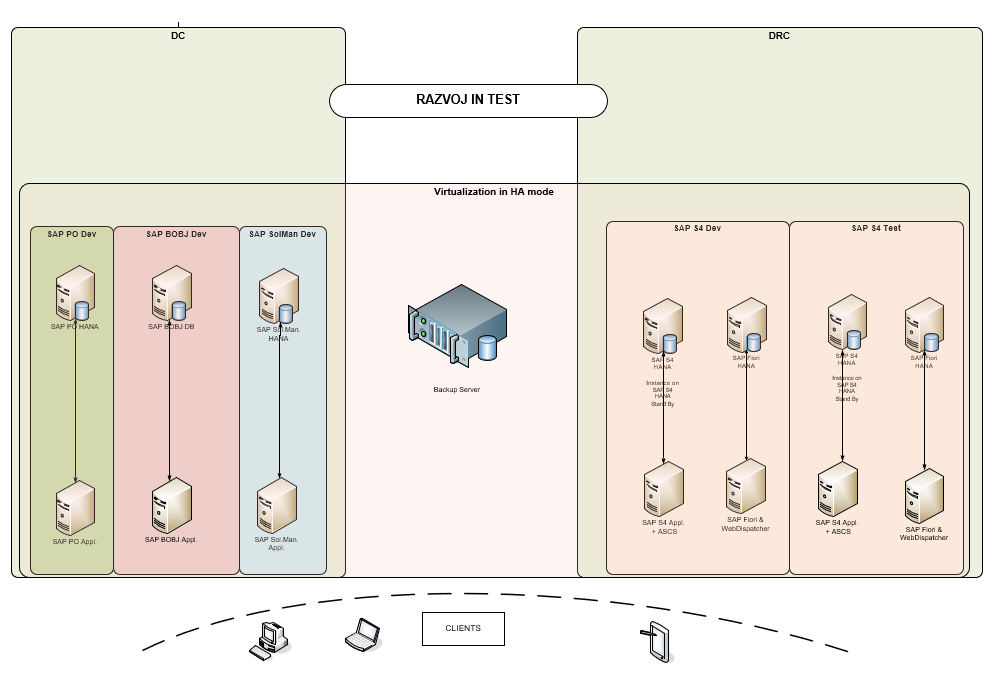 DC
DRC
RAZVOJ IN TEST
Virtualization in HA mode
SAP PO Dev
SAP BOBJ Dev
SAP SolMan Dev
SAP S4 Dev
SAP S4 Test
SAP PO HANA
SAP BOBJ DB
SAP Sol.Man.
HANA
SAP S4
HANA
Instance on
SAP S4
HANA
Stand By
SAP Fiori
HANA
SAP S4
HANA
Instance on
SAP S4
HANA
Stand By
SAP Fiori
HANA
Backup Server
SAP PO Appl.
SAP BOBJ Appl.
SAP Sol.Man.
Appl.
SAP S4 Appl.
+ ASCS
SAP Fiori &
WebDispatcher
SAP S4 Appl.
+ ASCS
SAP Fiori &
WebDispatcher
CLIENTS